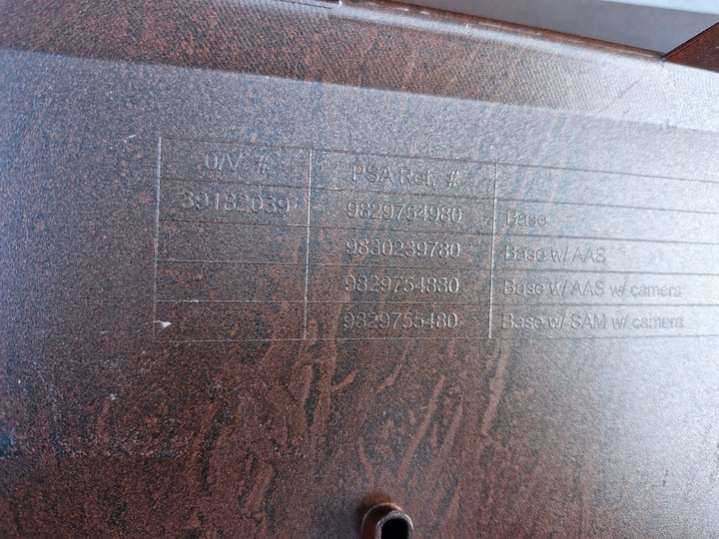 O/V #   PSA Ref. #
39182039   9829754980   Base
9830239780   Base w/ AAS
9829754880   Base w/ AAS w/ camera
9829755480   Base w/ SAM w/ camera